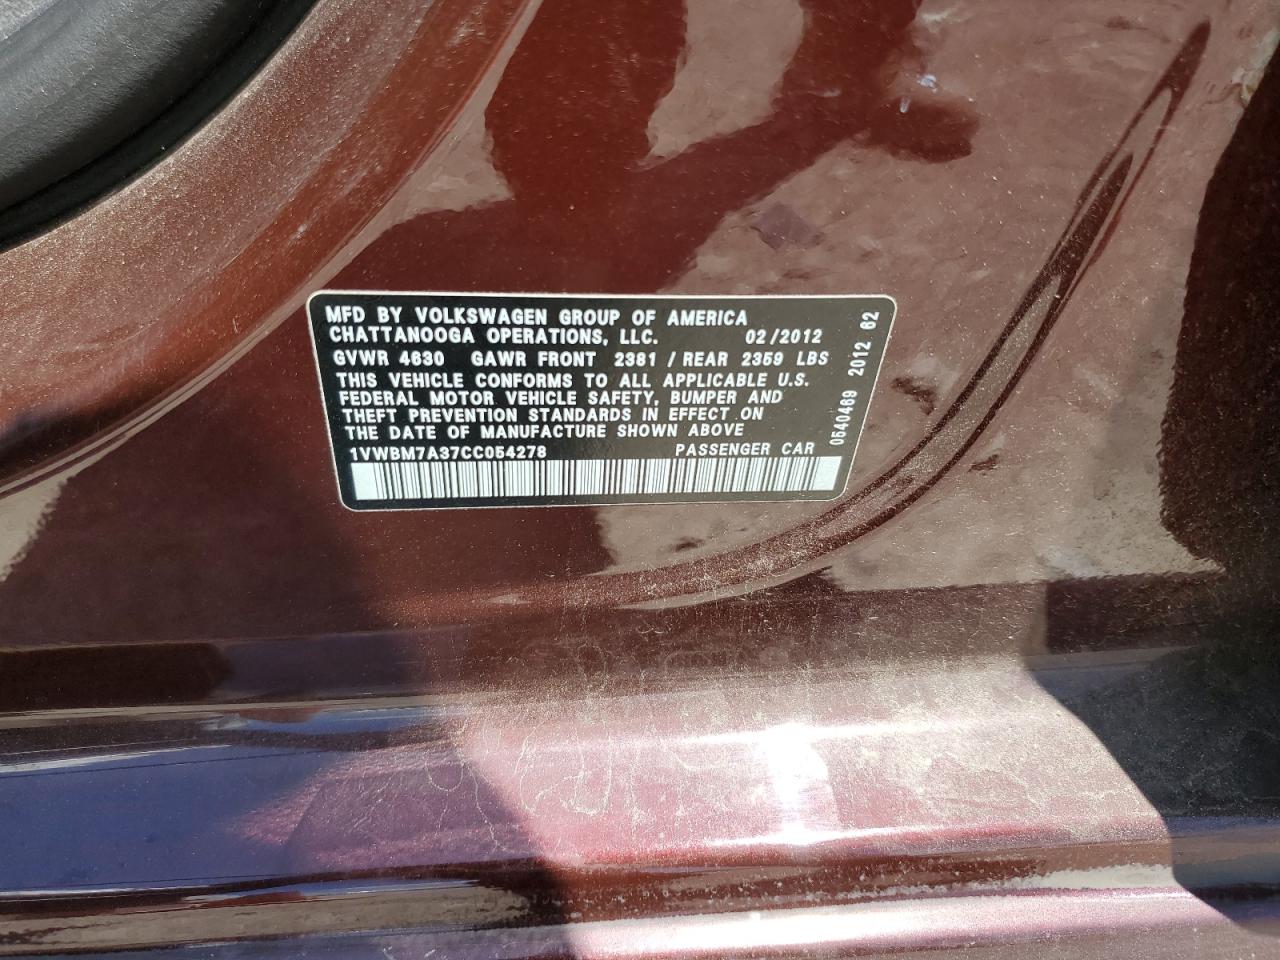 MFD BY VOLKSWAGEN GROUP OF AMERICA
CHATTANOOGA OPERATIONS, LLC. 02/2012
GVWR 4630 GAWR FRONT 2381 / REAR 2359 LBS
THIS VEHICLE CONFORMS TO ALL APPLICABLE U.S.
FEDERAL MOTOR VEHICLE SAFETY, BUMPER AND
THEFT PREVENTION STANDARDS IN EFFECT ON
THE DATE OF MANUFACTURE SHOWN ABOVE
1VWBM7A37CC054278 PASSENGER CAR
0540469 2012 62